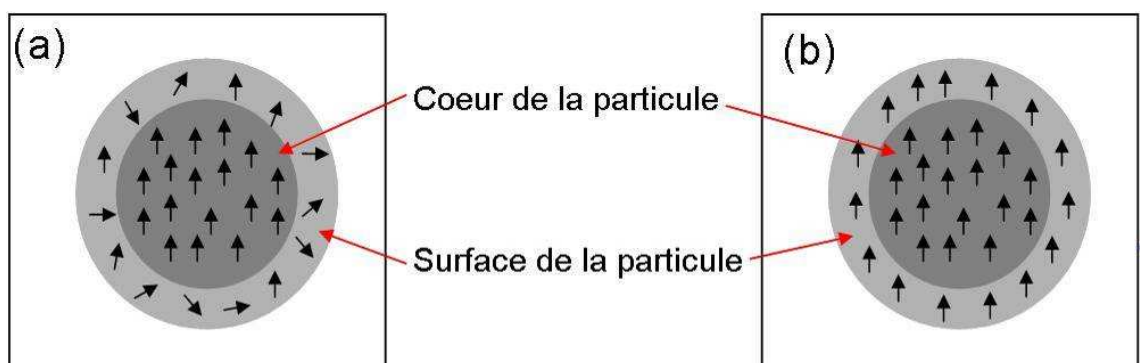 (a)
Coeur de la particule
(b)
Surface de la particule